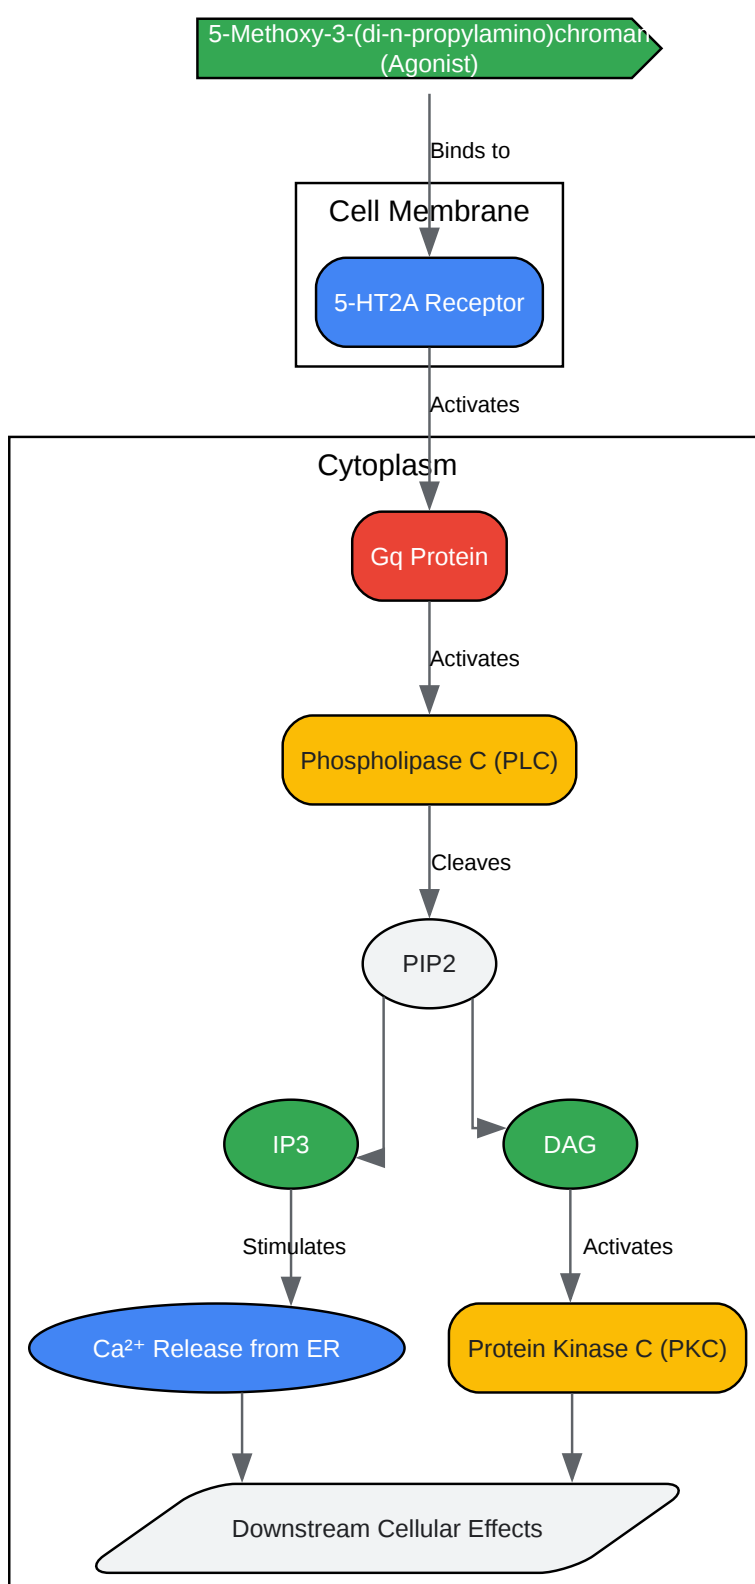 5-Methoxy-3-(di-n-propylamino)chroman
(Agonist)
Binds to
Cell Membrane
5-HT2A Receptor
Activates
Cytoplasm
Gq Protein
Activates
Phospholipase C (PLC)
Cleaves
PIP2
IP3
DAG
Stimulates
Activates
Ca²⁺ Release from ER
Protein Kinase C (PKC)
Downstream Cellular Effects